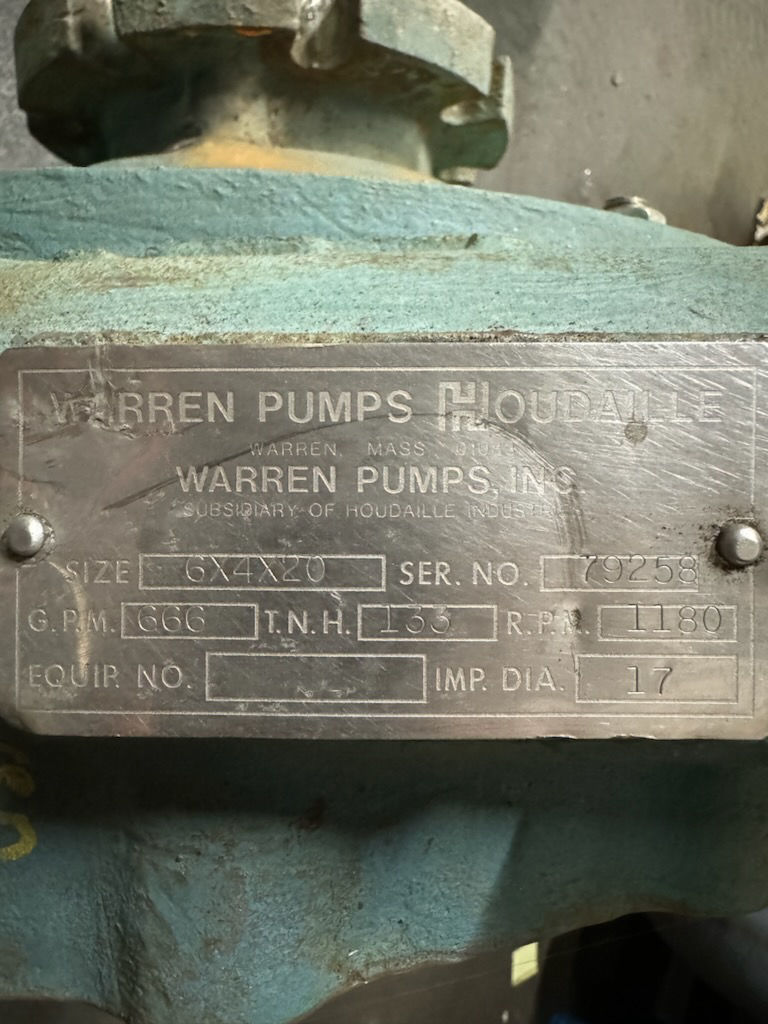 WARREN PUMPS HOUDAILLE
WARREN, MASS.
WARREN PUMPS, INC
SUBSIDIARY OF HOUDAILLE
SIZE 6X4X20 SER. NO. 79258
G.P.M. 666 T.N.H. 133 R.P.M. 1180
EQUIP. NO. IMP. DIA. 17